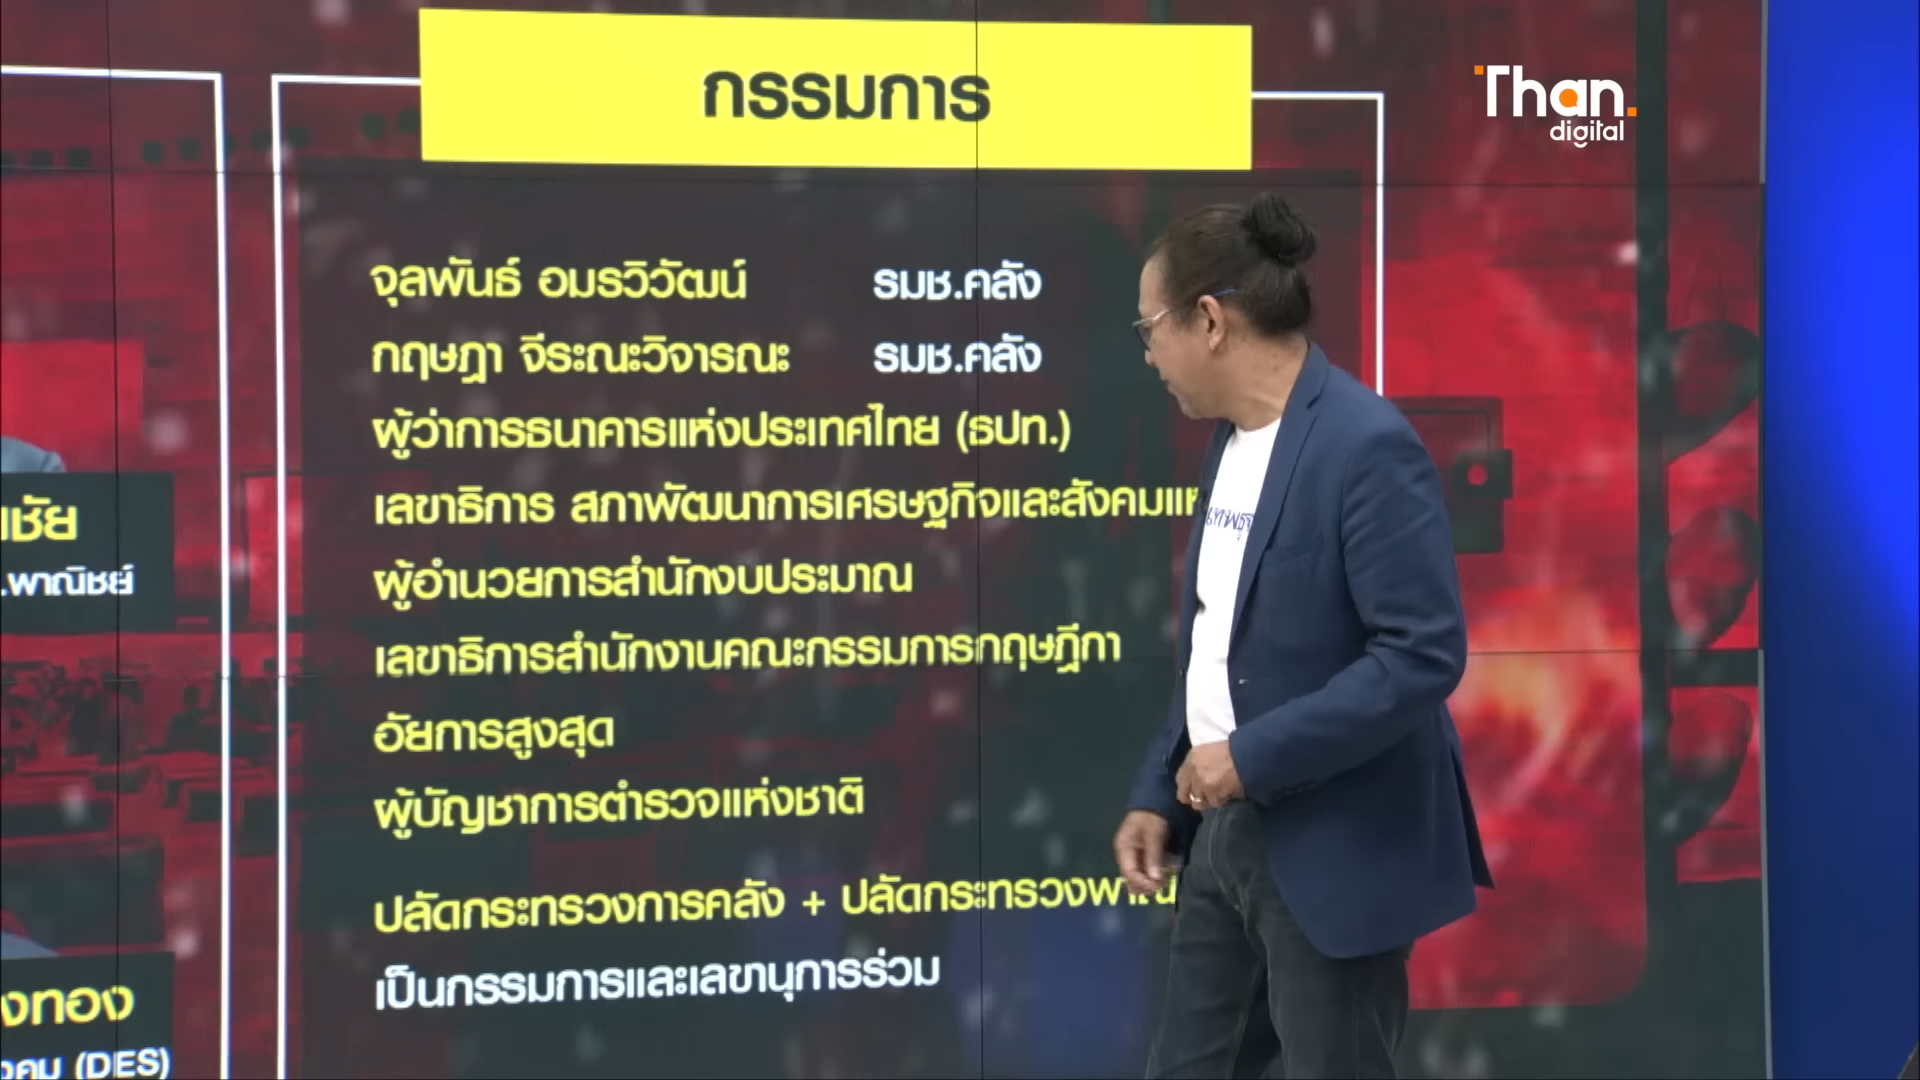 กรรมการ
Than.
digital
จุลพันธ์ อมรวิวัฒน์ รมช.คลัง
กฤษฎา จีระณะวิจารณะ รมช.คลัง
ผู้ว่าการธนาคารแห่งประเทศไทย (ธปท.)
เลขาธิการ สภาพัฒนาการเศรษฐกิจและสังคมแห
ผู้อำนวยการสำนักงบประมาณ
เลขาธิการสำนักงานคณะกรรมการกฤษฎีกา
อัยการสูงสุด
ผู้บัญชาการตำรวจแห่งชาติ
ปลัดกระทรวงการคลัง + ปลัดกระทรวงพาณ
เป็นกรรมการและเลขานุการร่วม
ชัย
.พาณิชย์
งทอง
งคม (DES)